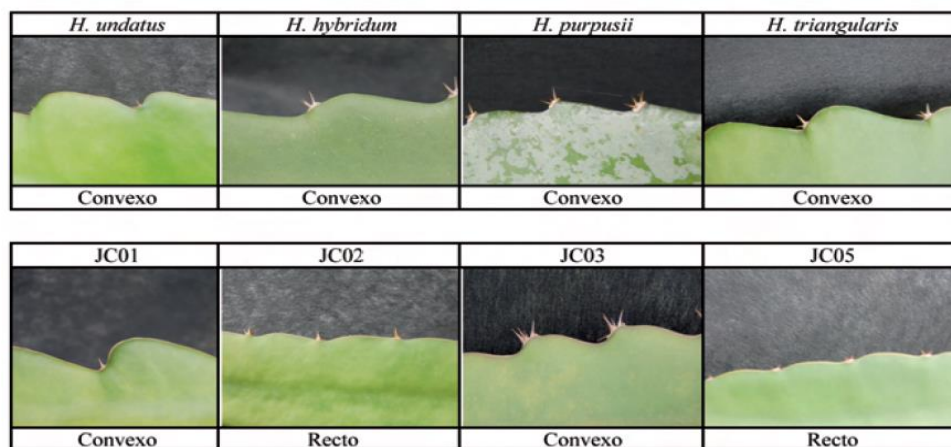 H. undatus H. hybridum H. purpusii H. triangularis
Convexo Convexo Convexo Convexo
JC01 JC02 JC03 JC05
Convexo Recto Convexo Recto